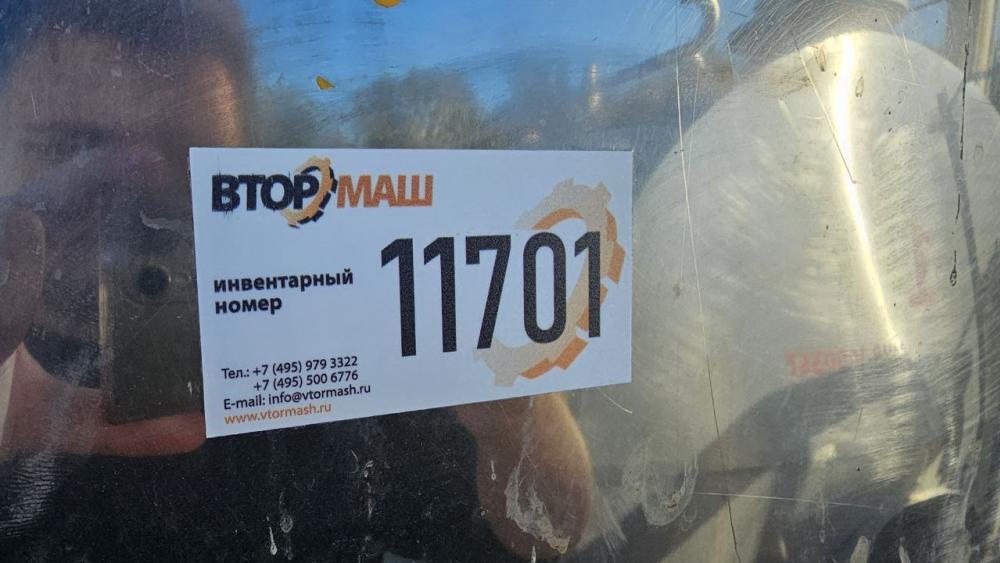 ВТОРМАШ
11701
инвентарный
номер
Тел.: +7 (495) 979 3322
+7 (495) 500 6776
E-mail: info@vtormash.ru
www.vtormash.ru